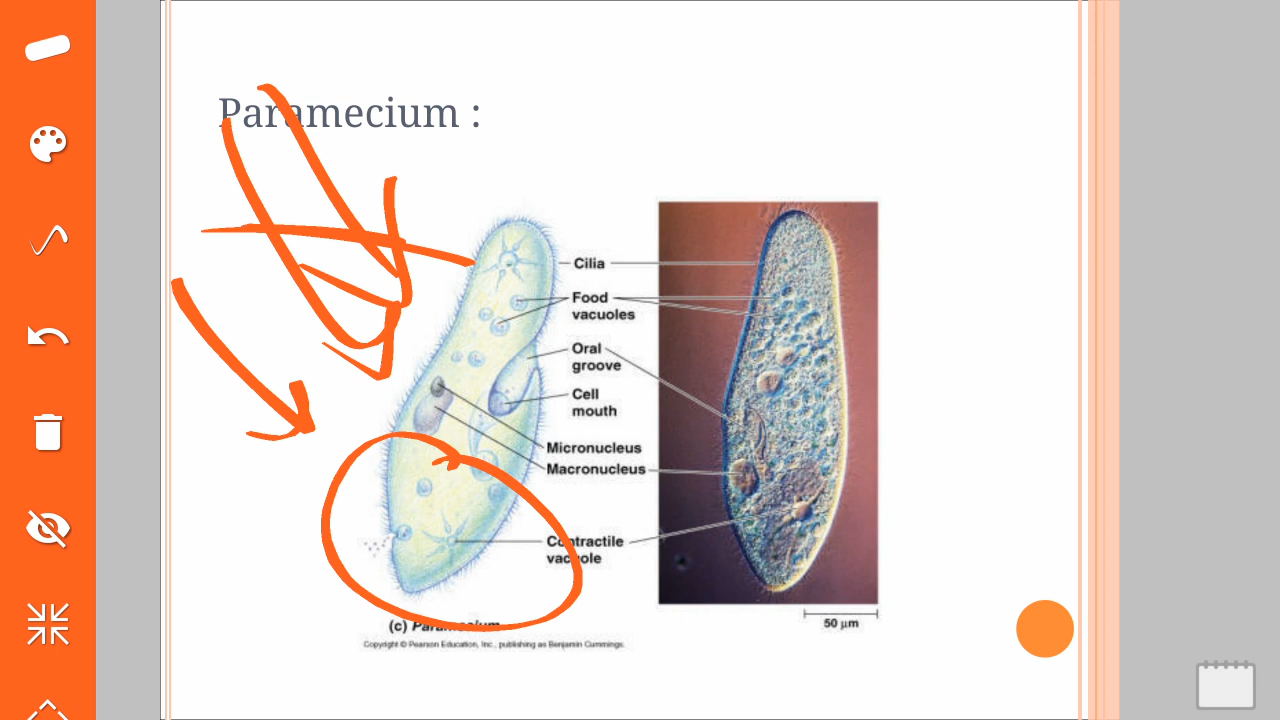 Paramecium :
Cilia
Food
vacuoles
Oral
groove
Cell
mouth
Micronucleus
Macronucleus
Contractile
vacuole
(c) Paramecium
50 μm
Copyright © Pearson Education, Inc., publishing as Benjamin Cummings.